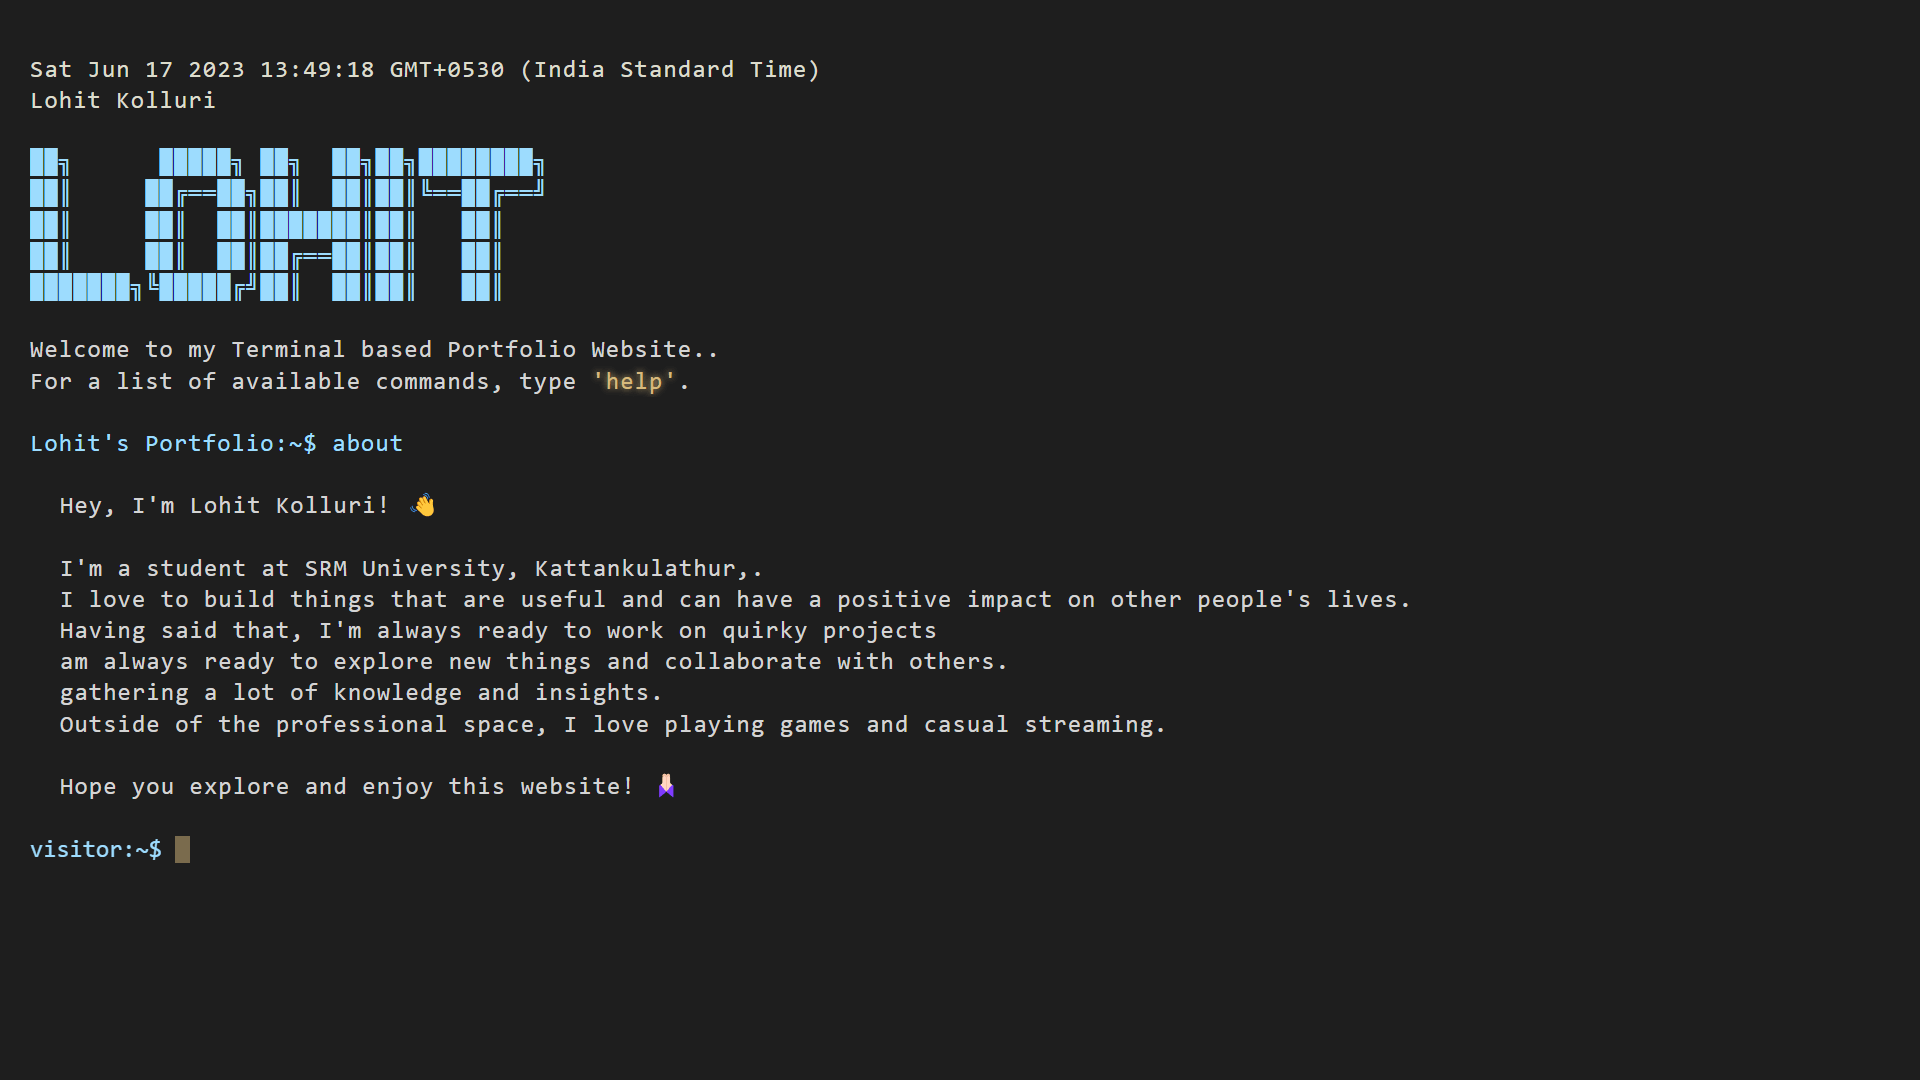 Sat Jun 17 2023 13:49:18 GMT+0530 (India Standard Time)
Lohit Kolluri
LOHIT
Welcome to my Terminal based Portfolio Website..
For a list of available commands, type 'help'.
Lohit's Portfolio:~$ about
Hey, I'm Lohit Kolluri! 👋
I'm a student at SRM University, Kattankulathur,.
I love to build things that are useful and can have a positive impact on other people's lives.
Having said that, I'm always ready to work on quirky projects
am always ready to explore new things and collaborate with others.
gathering a lot of knowledge and insights.
Outside of the professional space, I love playing games and casual streaming.
Hope you explore and enjoy this website! 🙏🏻
visitor:~$